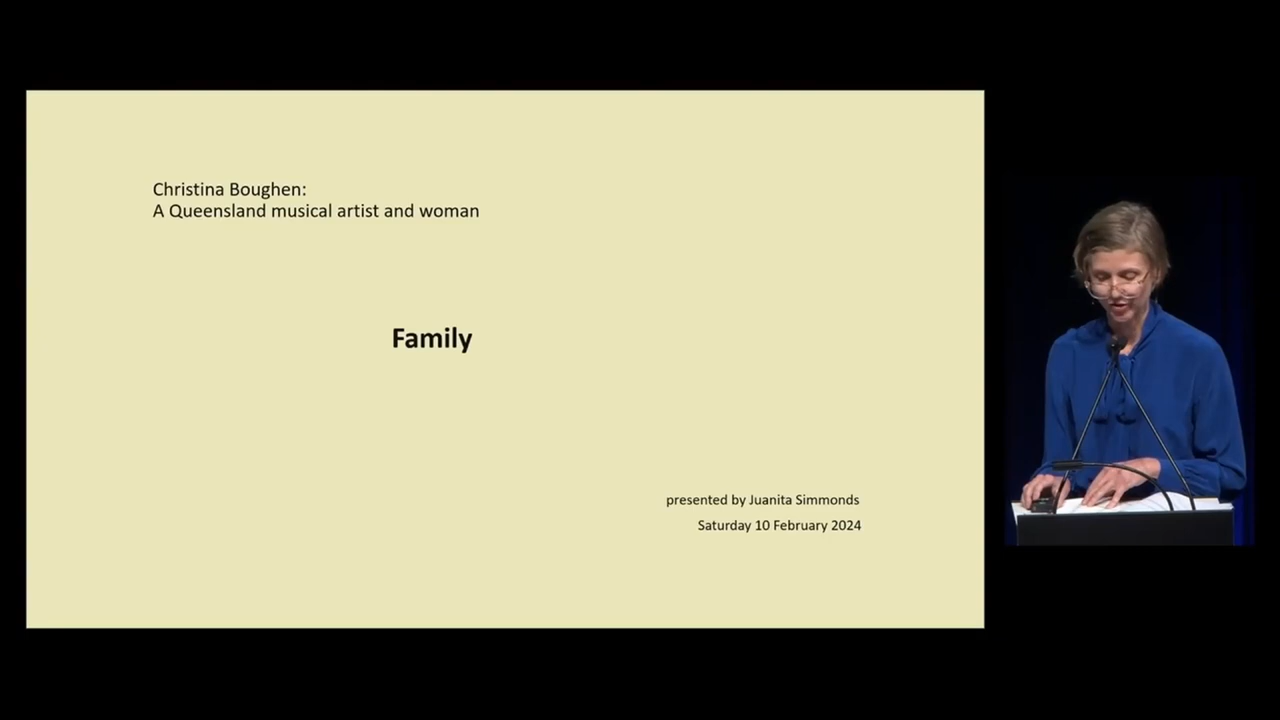 Christina Boughen:
A Queensland musical artist and woman
Family
presented by Juanita Simmonds
Saturday 10 February 2024